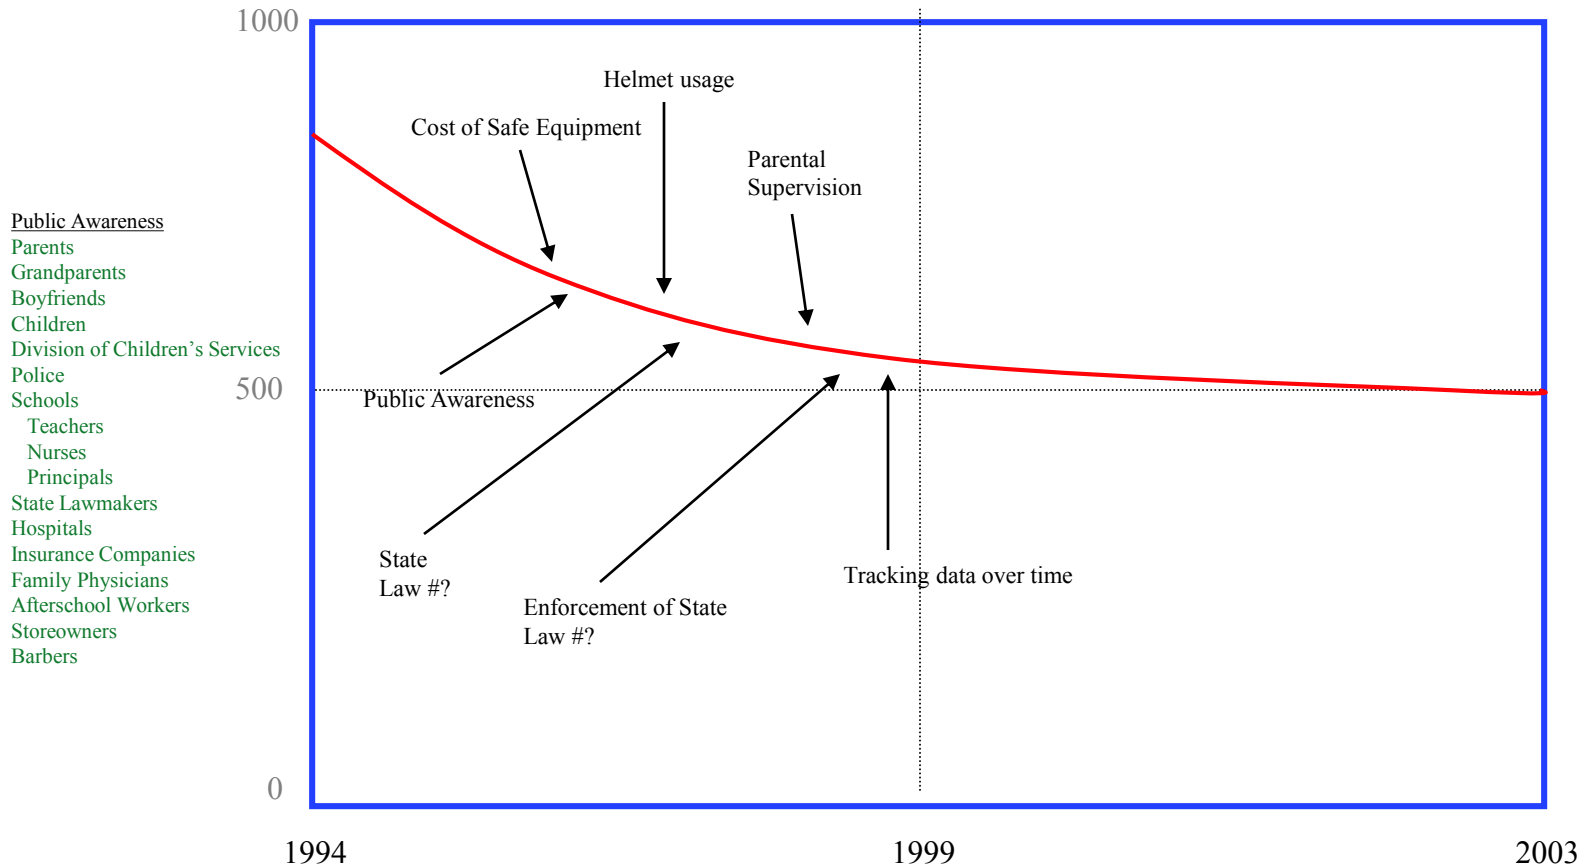 1000
Helmet usage
Cost of Safe Equipment
Parental
Supervision
Public Awareness
Parents
Grandparents
Boyfriends
Children
Division of Children’s Services
Police
Schools
Teachers
Nurses
Principals
State Lawmakers
Hospitals
Insurance Companies
Family Physicians
Afterschool Workers
Storeowners
Barbers
500
Public Awareness
State
Law #?
Enforcement of State
Law #?
Tracking data over time
0
1994
1999
2003